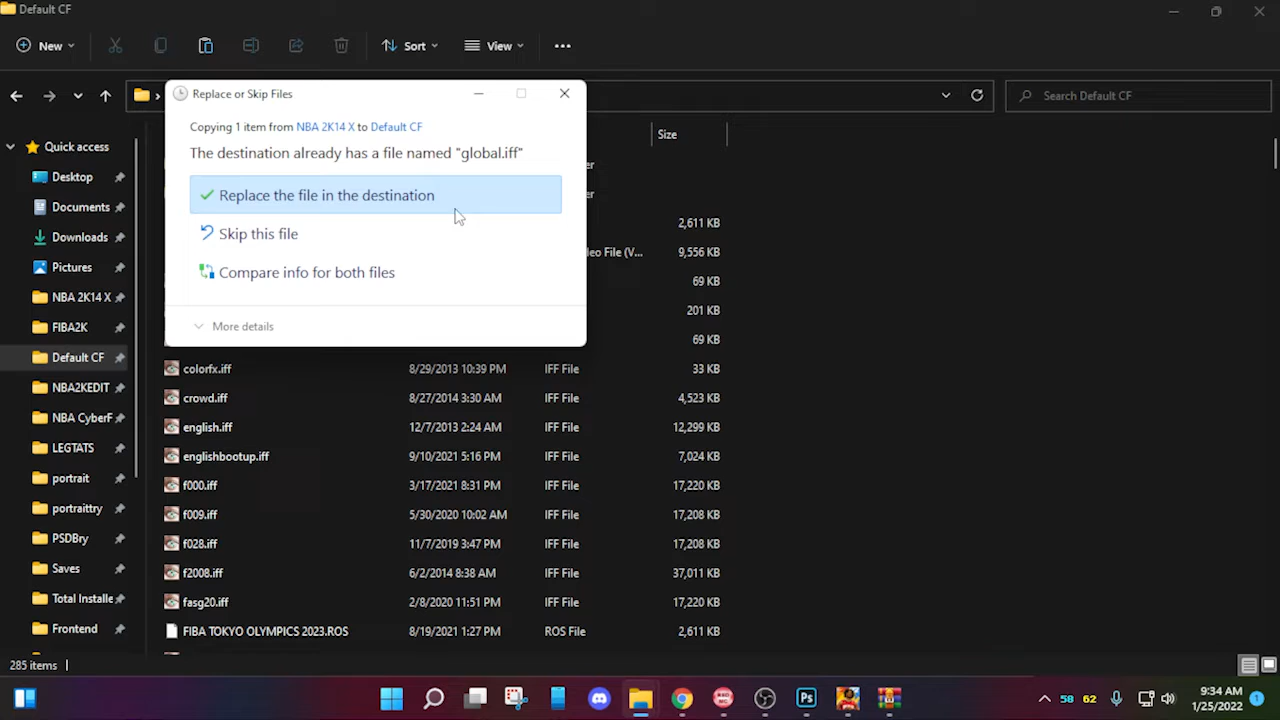 Default CF
New
Sort
View
Search Default CF
Replace or Skip Files
Copying 1 item from NBA 2K14 X to Default CF
The destination already has a file named "global.iff"
Replace the file in the destination
Skip this file
Compare info for both files
More details
Size
er
er
2,611 KB
leo File (V... 9,556 KB
69 KB
201 KB
69 KB
Quick access
Desktop
Documents
Downloads
Pictures
NBA 2K14 X
FIBA2K
Default CF
NBA2KEDIT
NBA CyberF
LEGTATS
portrait
portraittry
PSDBry
Saves
Total Installe
Frontend
colorfx.iff 8/29/2013 10:39 PM IFF File 33 KB
crowd.iff 8/27/2014 3:30 AM IFF File 4,523 KB
english.iff 12/7/2013 2:24 AM IFF File 12,299 KB
englishbootup.iff 9/10/2021 5:16 PM IFF File 7,024 KB
f000.iff 3/17/2021 8:31 PM IFF File 17,220 KB
f009.iff 5/30/2020 10:02 AM IFF File 17,208 KB
f028.iff 11/7/2019 3:47 PM IFF File 17,208 KB
f2008.iff 6/2/2014 8:38 AM IFF File 37,011 KB
fasg20.iff 2/8/2020 11:51 PM IFF File 17,220 KB
FIBA TOKYO OLYMPICS 2023.ROS 8/19/2021 1:27 PM ROS File 2,611 KB
285 items
Ps
58 62
9:34 AM
1/25/2022
1